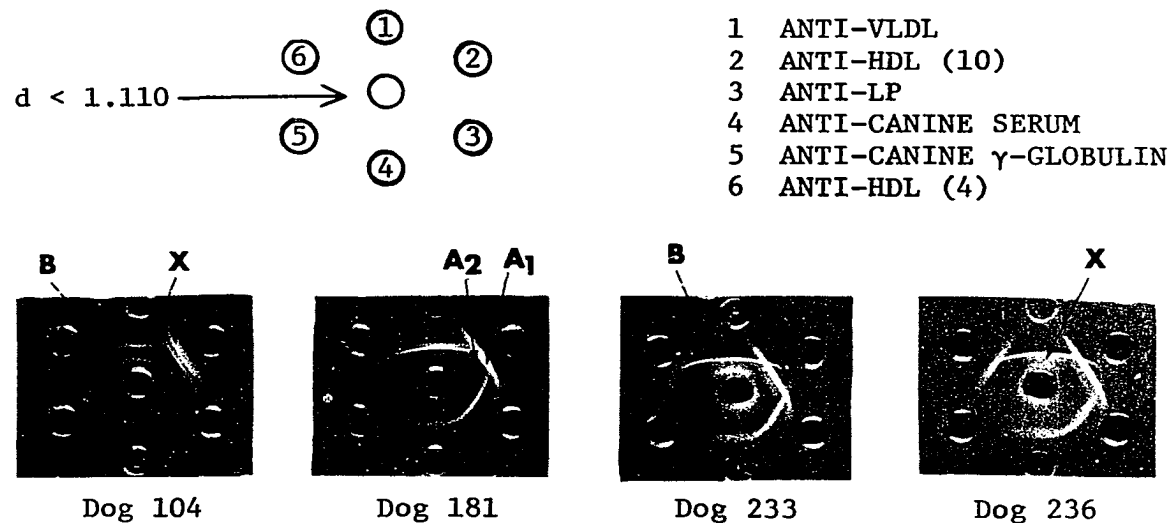 1
6
2
d < 1.110
5
3
4
1 ANTI-VLDL
2 ANTI-HDL (10)
3 ANTI-LP
4 ANTI-CANINE SERUM
5 ANTI-CANINE γ-GLOBULIN
6 ANTI-HDL (4)
B X A2 A1 B X
Dog 104 Dog 181 Dog 233 Dog 236